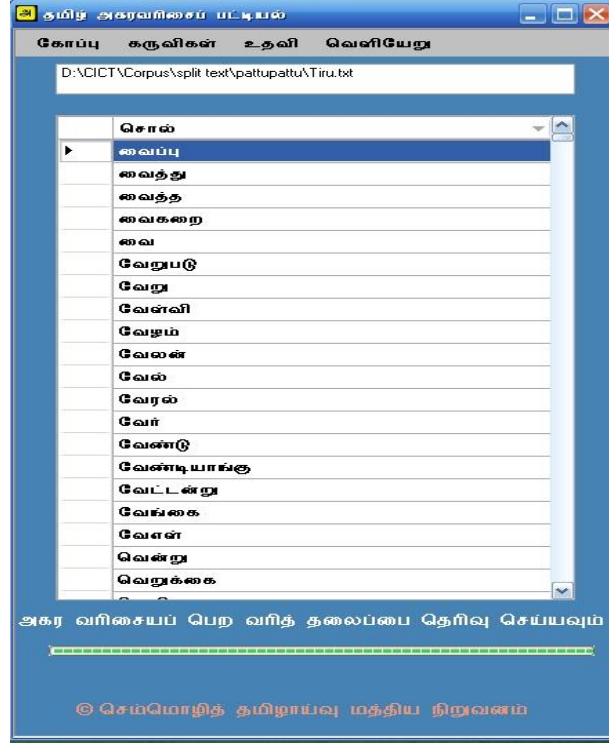 தமிழ் அகரவரிசைப் பட்டியல்
கோப்பு கருவிகள் உதவி வெளியேறு
D:\CICT\Corpus\split text\pattupattu\Tiru.txt
சொல்
வைப்பு
வைத்து
வைத்த
வைகறை
வை
வேறுபடு
வேறு
வேள்வி
வேழம்
வேலன்
வேல்
வேரல்
வேர்
வேண்டு
வேண்டியாங்கு
வேட்டன்று
வேங்கை
வேஎள்
வென்று
வெறுக்கை
அகர வரிசையப் பெற வரித் தலைப்பை தெரிவு செய்யவும்
© செம்மொழித் தமிழாய்வு மத்திய நிறுவனம்